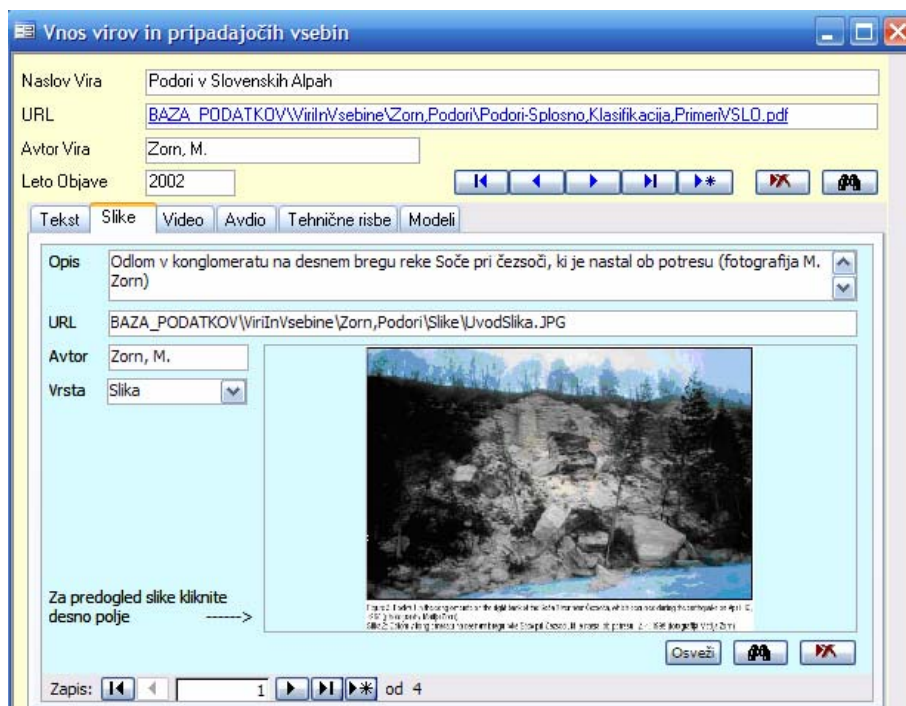 Vnos virov in pripadajočih vsebin
Naslov Vira Podori v Slovenskih Alpah
URL BAZA_PODATKOV\ViriInVsebine\Zorn,Podori\Podori-Splosno,Klasifikacija,PrimeriVSLO.pdf
Avtor Vira Zorn, M.
Leto Objave 2002
Tekst Slike Video Avdio Tehnične risbe Modeli
Opis Odlom v konglomeratu na desnem bregu reke Soče pri čezsoči, ki je nastal ob potresu (fotografija M.
Zorn)
URL BAZA_PODATKOV\ViriInVsebine\Zorn,Podori\Slike\UvodSlika.JPG
Avtor Zorn, M.
Vrsta Slika
Za predogled slike kliknite
desno polje ----->
Osveži
Zapis: 1 od 4